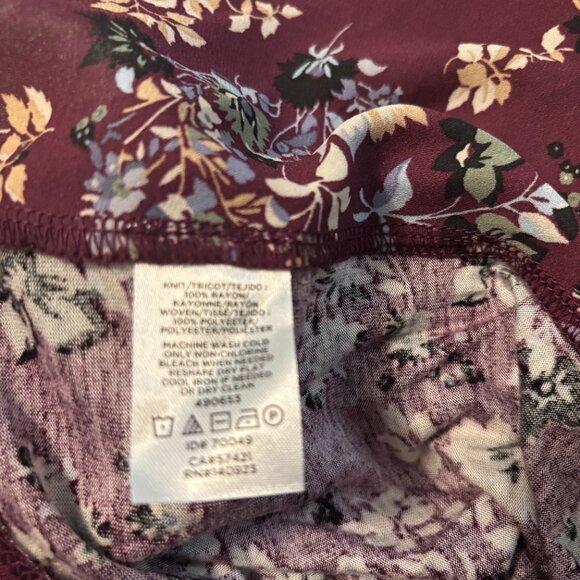 KNIT/TRICOT/TEJIDO:
100% RAYON/
RAYONNE/RAYON
WOVEN/TISSÉ/TEJIDO:
100% POLYESTER/
POLYESTER/POLIESTER
MACHINE WASH COLD
ONLY NON-CHLORINE
BLEACH WHEN NEEDED
RESHAPE DRY FLAT
COOL IRON IF NEEDED
OR DRY CLEAN
490653
P
ID# 70049
CA#57421
RN#140925